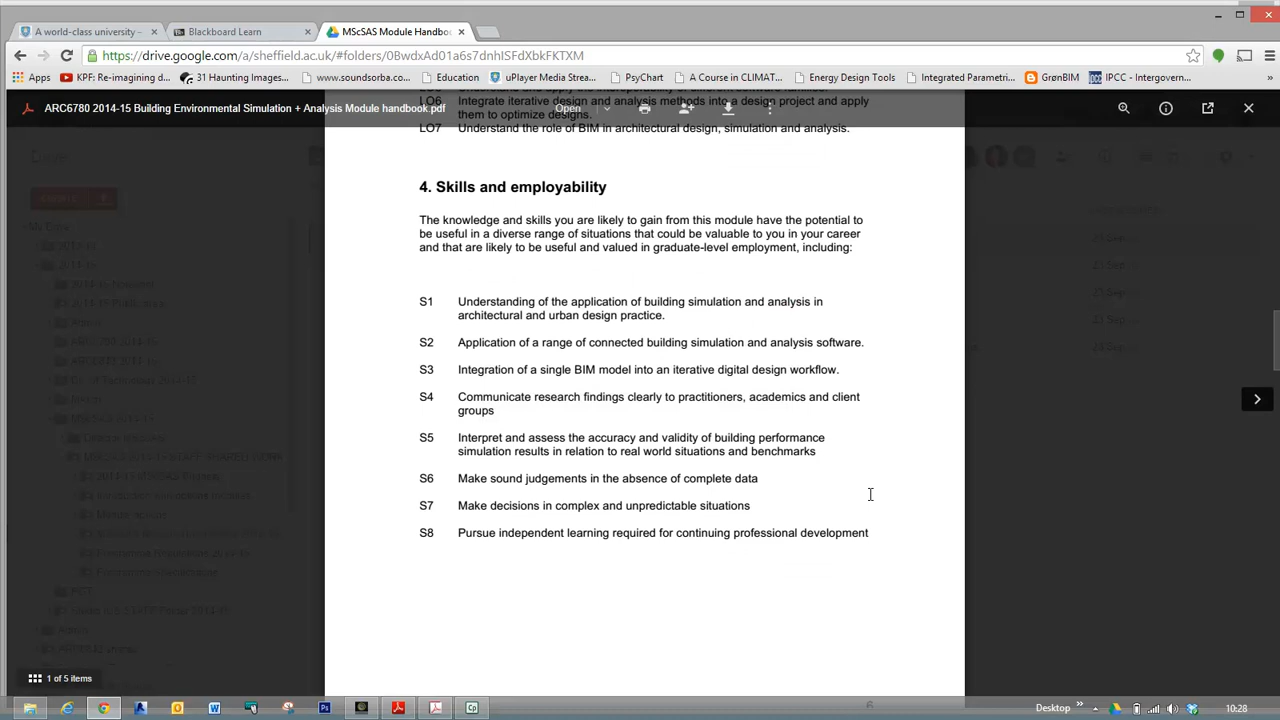 A world-class university –
Blackboard Learn
MScSAS Module Handboo
https://drive.google.com/a/sheffield.ac.uk/#folders/0BwdxAd01a6s7dnhISFdXbkFKTXM
Apps
KPF: Re-imagining d...
31 Haunting Images...
www.soundsorba.co...
Education
uPlayer Media Strea...
PsyChart
A Course in CLIMAT...
Energy Design Tools
Integrated Parametri...
GrønBIM
IPCC - Intergovern...
ARC6780 2014-15 Building Environmental Simulation + Analysis Module handbook.pdf
Open
LO6 Integrate iterative design and analysis methods into a design project and apply
them to optimize designs.
LO7 Understand the role of BIM in architectural design, simulation and analysis.
4. Skills and employability
The knowledge and skills you are likely to gain from this module have the potential to
be useful in a diverse range of situations that could be valuable to you in your career
and that are likely to be useful and valued in graduate-level employment, including:
S1 Understanding of the application of building simulation and analysis in
architectural and urban design practice.
S2 Application of a range of connected building simulation and analysis software.
S3 Integration of a single BIM model into an iterative digital design workflow.
S4 Communicate research findings clearly to practitioners, academics and client
groups
S5 Interpret and assess the accuracy and validity of building performance
simulation results in relation to real world situations and benchmarks
S6 Make sound judgements in the absence of complete data
S7 Make decisions in complex and unpredictable situations
S8 Pursue independent learning required for continuing professional development
1 of 5 items
6
Desktop
10:28